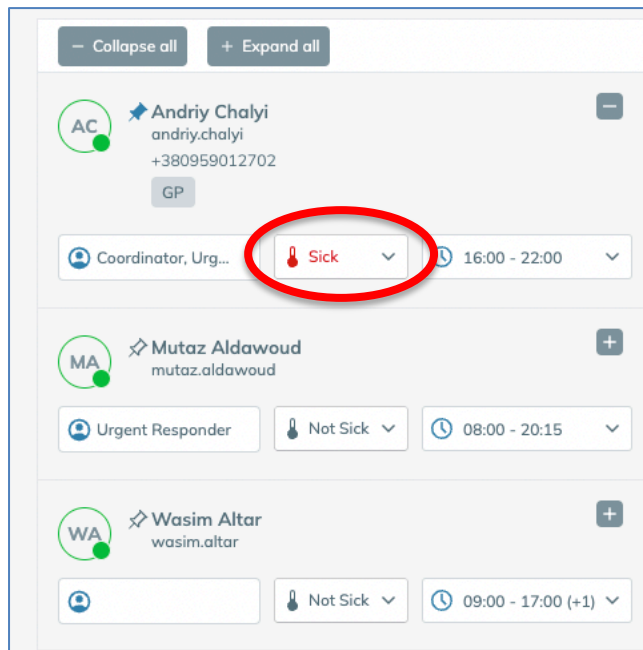 − Collapse all + Expand all
AC
Andriy Chalyi
andriy.chalyi
+380959012702
GP
Coordinator, Urg... Sick 16:00 - 22:00
MA
Mutaz Aldawoud
mutaz.aldawoud
Urgent Responder Not Sick 08:00 - 20:15
WA
Wasim Altar
wasim.altar
Not Sick 09:00 - 17:00 (+1)